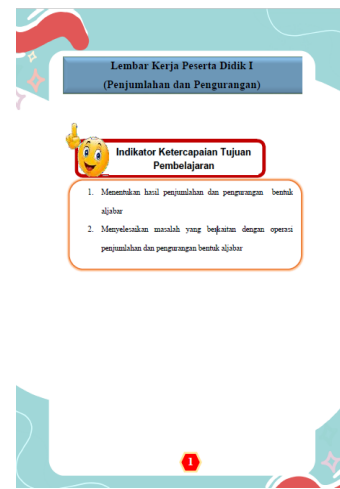 Lembar Kerja Peserta Didik I
(Penjumlahan dan Pengurangan)
Indikator Ketercapaian Tujuan
Pembelajaran
1. Menentukan hasil penjumlahan dan pengurangan bentuk
aljabar
2. Menyelesaikan masalah yang berkaitan dengan operasi
penjumlahan dan pengurangan bentuk aljabar
1